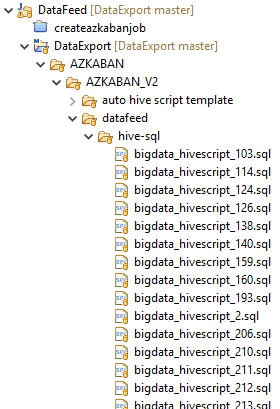 DataFeed [DataExport master]
createazkabanjob
DataExport [DataExport master]
AZKABAN
AZKABAN_V2
auto hive script template
datafeed
hive-sql
bigdata_hivescript_103.sql
bigdata_hivescript_114.sql
bigdata_hivescript_124.sql
bigdata_hivescript_126.sql
bigdata_hivescript_138.sql
bigdata_hivescript_140.sql
bigdata_hivescript_159.sql
bigdata_hivescript_160.sql
bigdata_hivescript_193.sql
bigdata_hivescript_2.sql
bigdata_hivescript_206.sql
bigdata_hivescript_210.sql
bigdata_hivescript_211.sql
bigdata_hivescript_212.sql
bigdata_hivescript_213.sql